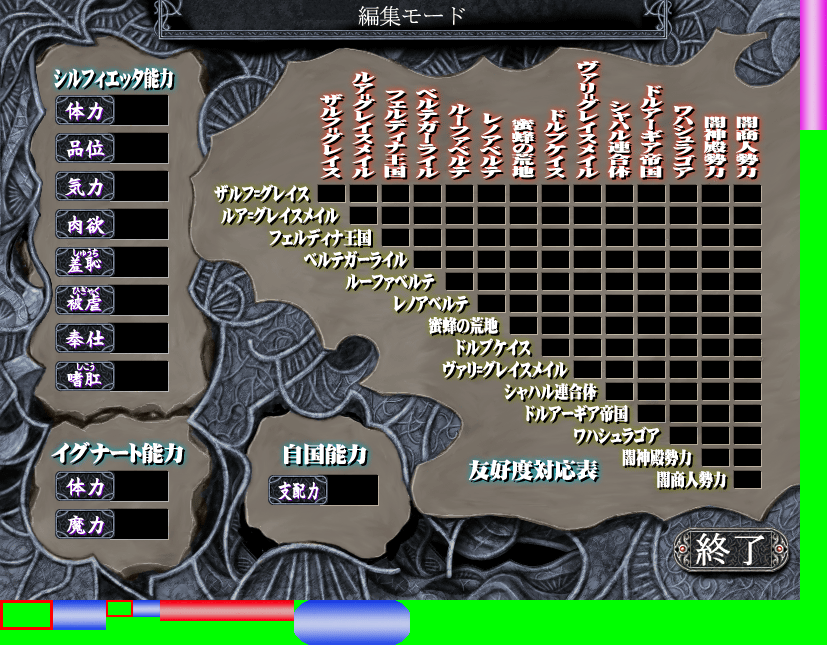 編集モード
シルフィエッタ能力
体力
品位
気力
肉欲
しゅうち
羞恥
ひぎゃく
被虐
奉仕
しこう
嗜肛
イグナート能力
体力
魔力
自国能力
支配力
ザルフ=グレイス
ルア=グレイスメイル
フェルディナ王国
ベルテガーライル
ルーファベルテ
レノアベルテ
蜜蜂の荒地
ドルブケイス
ヴァリ=グレイスメイル
シャハル連合体
ドルアーギア帝国
ワハシュラゴア
闇神殿勢力
闇商人勢力
ザルフ=グレイス
ルア=グレイスメイル
フェルディナ王国
ベルテガーライル
ルーファベルテ
レノアベルテ
蜜蜂の荒地
ドルブケイス
ヴァリ=グレイスメイル
シャハル連合体
ドルアーギア帝国
ワハシュラゴア
闇神殿勢力
闇商人勢力
友好度対応表
終了